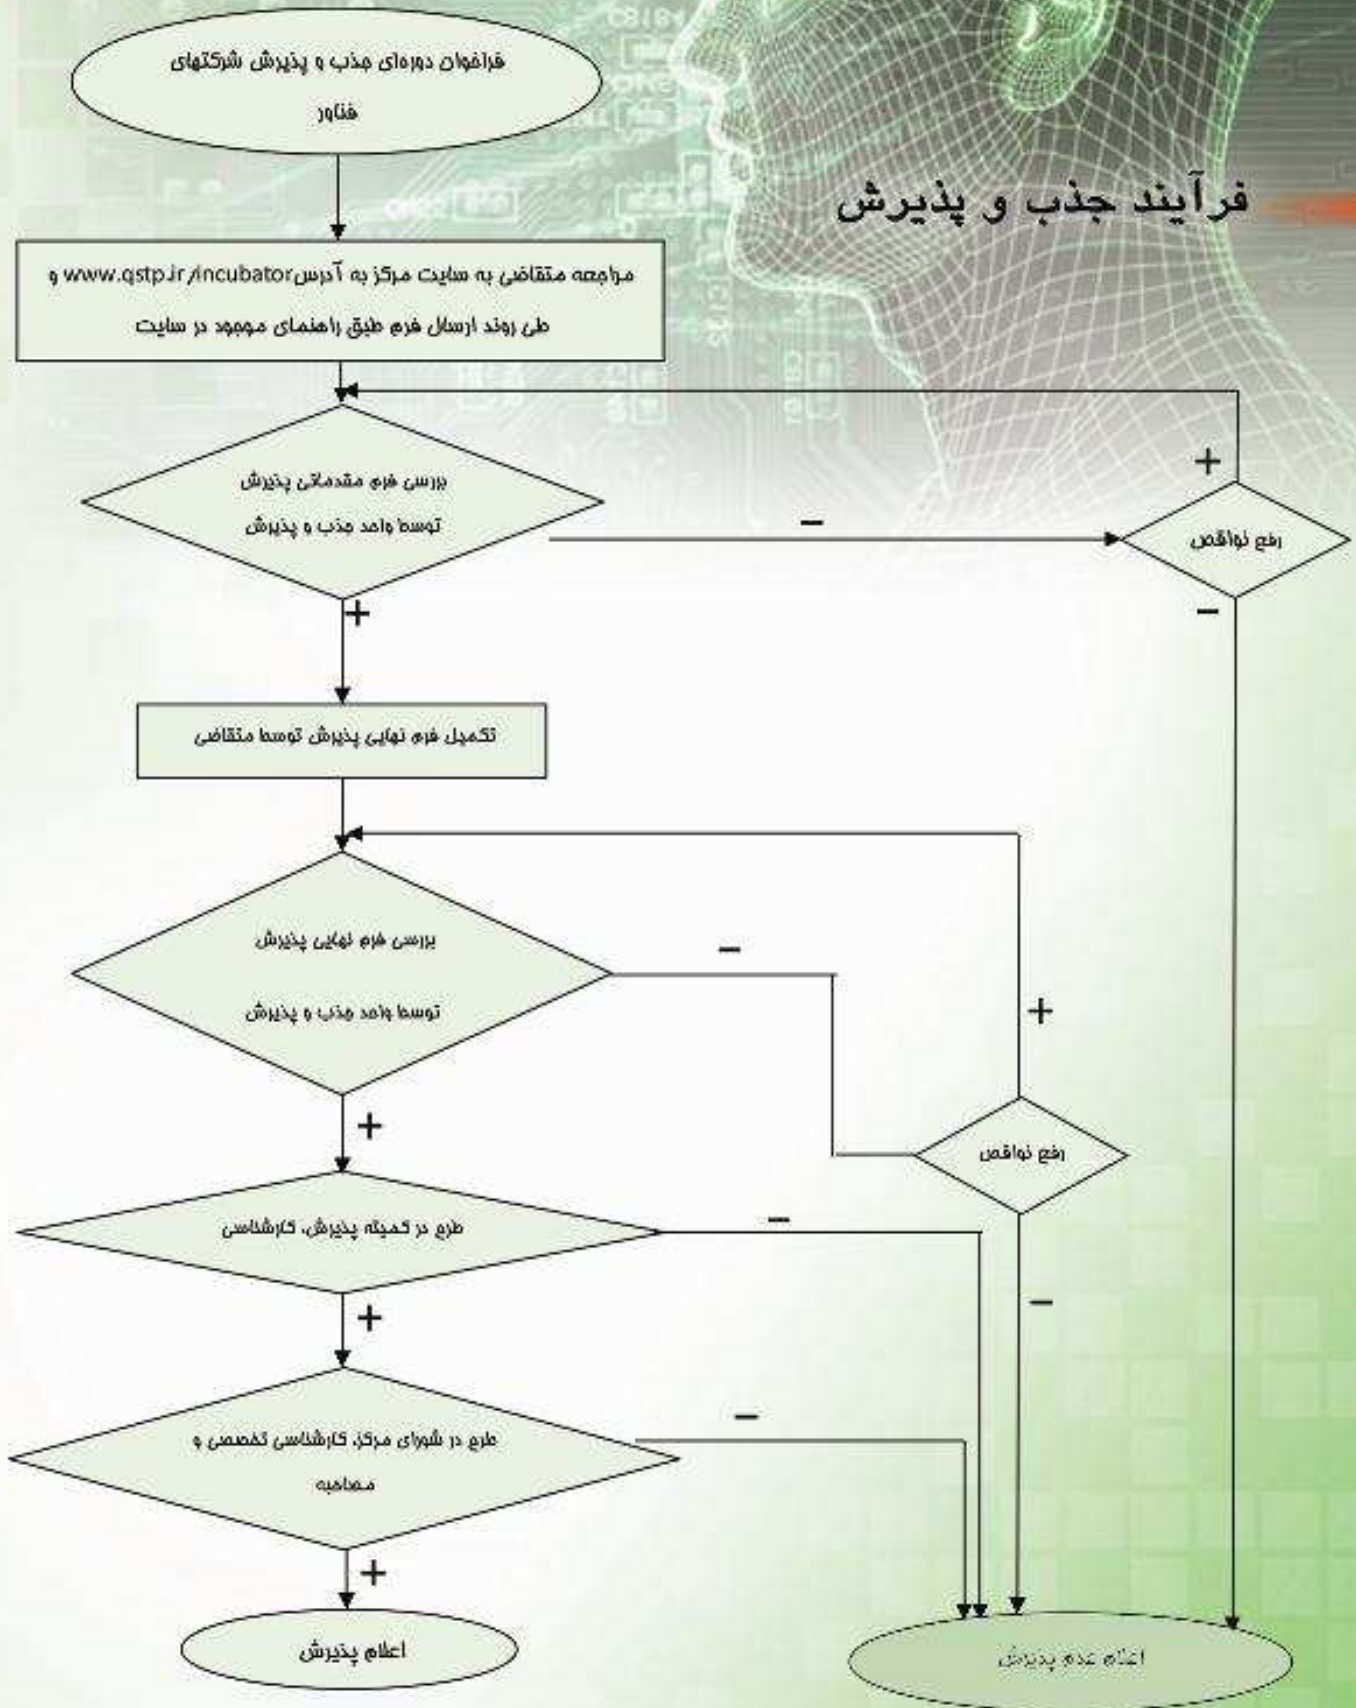 فراخوان دوره‌ای جذب و پذیرش شرکتهای
فناور
فرآیند جذب و پذیرش
مراجعه متقاضی به سایت مرکز به آدرس www.qstp.ir/incubator و
طی روند ارسال فرم طبق راهنمای موجود در سایت
بررسی فرم مقدماتی پذیرش
توسط واحد جذب و پذیرش
−
+
رفع نواقص
−
+
تکمیل فرم نهایی پذیرش توسط متقاضی
بررسی فرم نهایی پذیرش
توسط واحد جذب و پذیرش
−
+
رفع نواقص
+
−
طرح در کمیته پذیرش، کارشناسی
−
+
طرح در شورای مرکز، کارشناسی تخصصی و
مصاحبه
−
+
اعلام پذیرش
اعلام عدم پذیرش